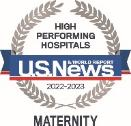 HIGH
PERFORMING
HOSPITALS
U.S.News
& WORLD REPORT
2022-2023
MATERNITY